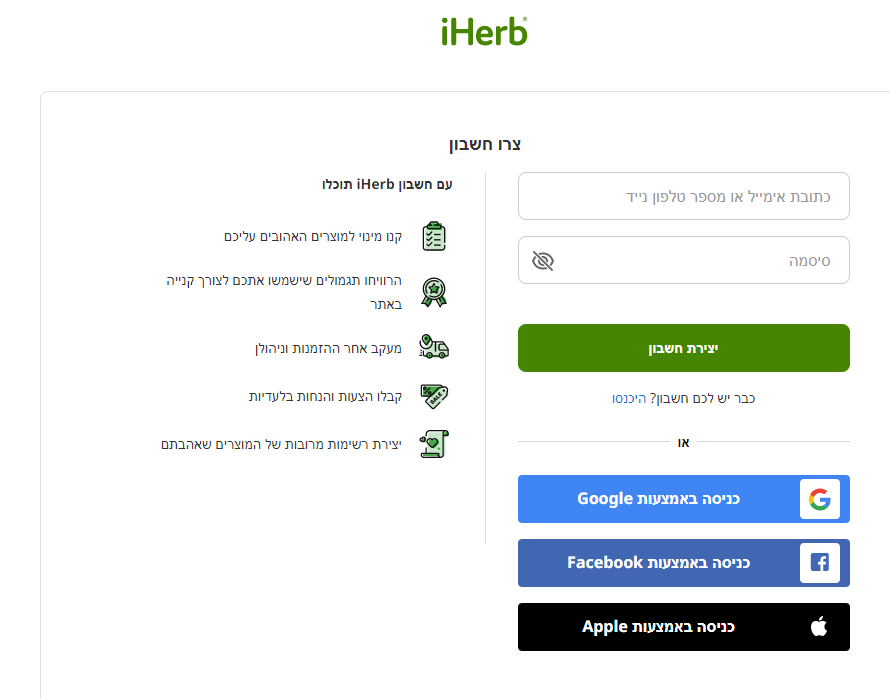 iHerb
צרו חשבון
כתובת אימייל או מספר טלפון נייד
סיסמה
יצירת חשבון
כבר יש לכם חשבון? היכנסו
או
כניסה באמצעות Google
כניסה באמצעות Facebook
כניסה באמצעות Apple
עם חשבון iHerb תוכלו
קנו מינוי למוצרים האהובים עליכם
הרוויחו תגמולים שישמשו אתכם לצורך קנייה
באתר
מעקב אחר ההזמנות וניהולן
קבלו הצעות והנחות בלעדיות
SALE
יצירת רשימות מרובות של המוצרים שאהבתם